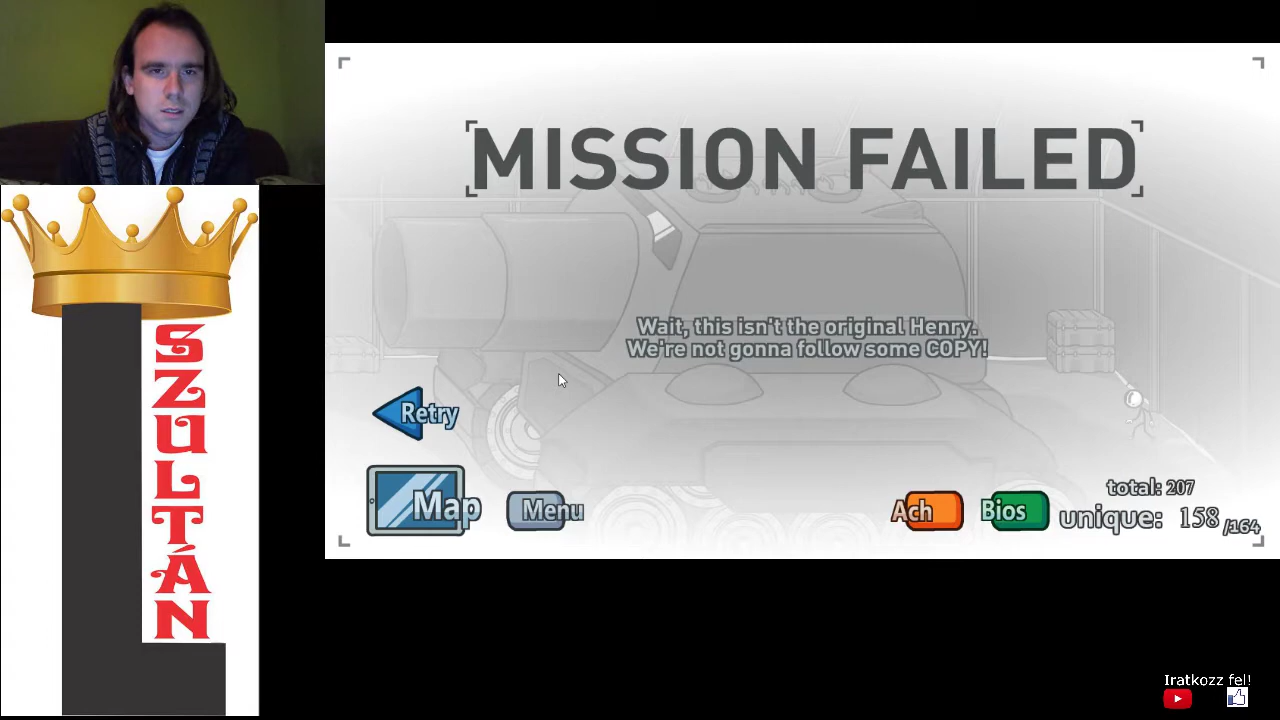 MISSION FAILED
Wait, this isn't the original Henry.
We're not gonna follow some COPY!
Retry
Map
Menu
Ach
Bios
total: 207
unique: 158 /164
L
SZULTÁN
Iratkozz fel!